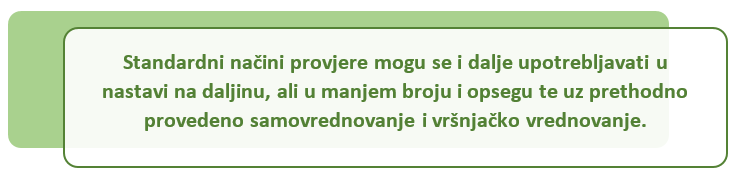 Standardni načini provjere mogu se i dalje upotrebljavati u
nastavi na daljinu, ali u manjem broju i opsegu te uz prethodno
provedeno samovrednovanje i vršnjačko vrednovanje.